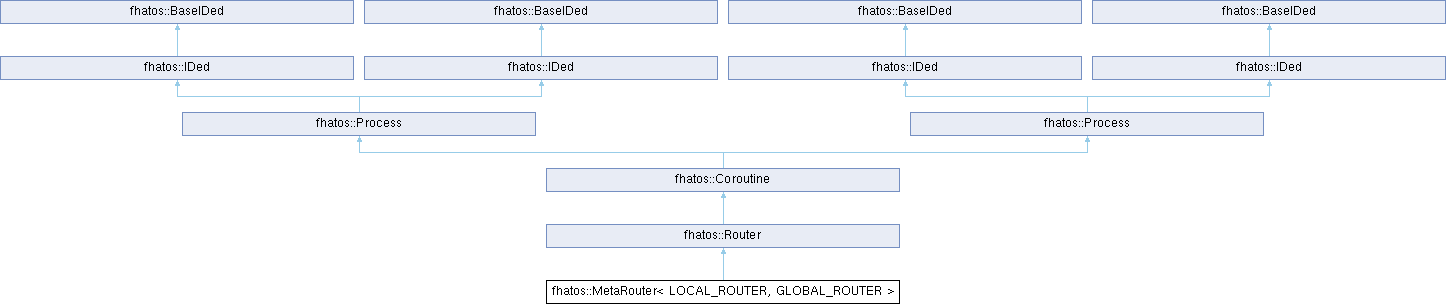 fhatos::BaseIDed
fhatos::BaseIDed
fhatos::BaseIDed
fhatos::BaseIDed
fhatos::IDed
fhatos::IDed
fhatos::IDed
fhatos::IDed
fhatos::Process
fhatos::Process
fhatos::Coroutine
fhatos::Router
fhatos::MetaRouter< LOCAL_ROUTER, GLOBAL_ROUTER >